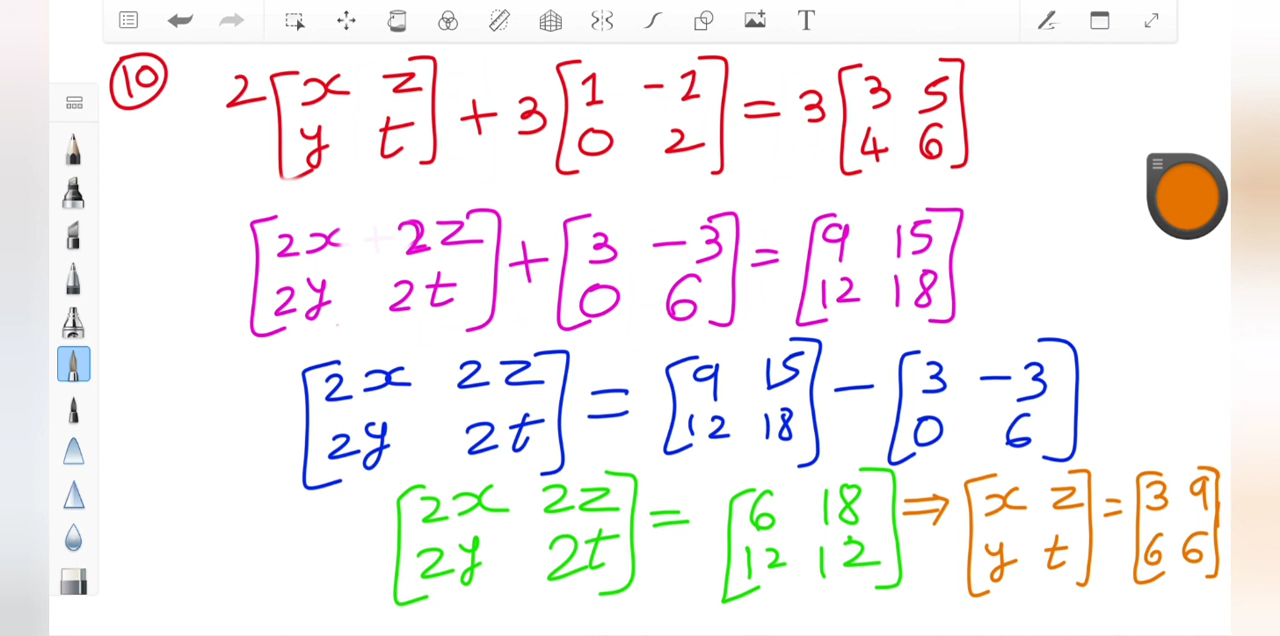 ⑩ 2[x z; y t] + 3[1 -1; 0 2] = 3[3 5; 4 6]
[2x 2z; 2y 2t] + [3 -3; 0 6] = [9 15; 12 18]
[2x 2z; 2y 2t] = [9 15; 12 18] - [3 -3; 0 6]
[2x 2z; 2y 2t] = [6 18; 12 12] ⇒ [x z; y t] = [3 9; 6 6]